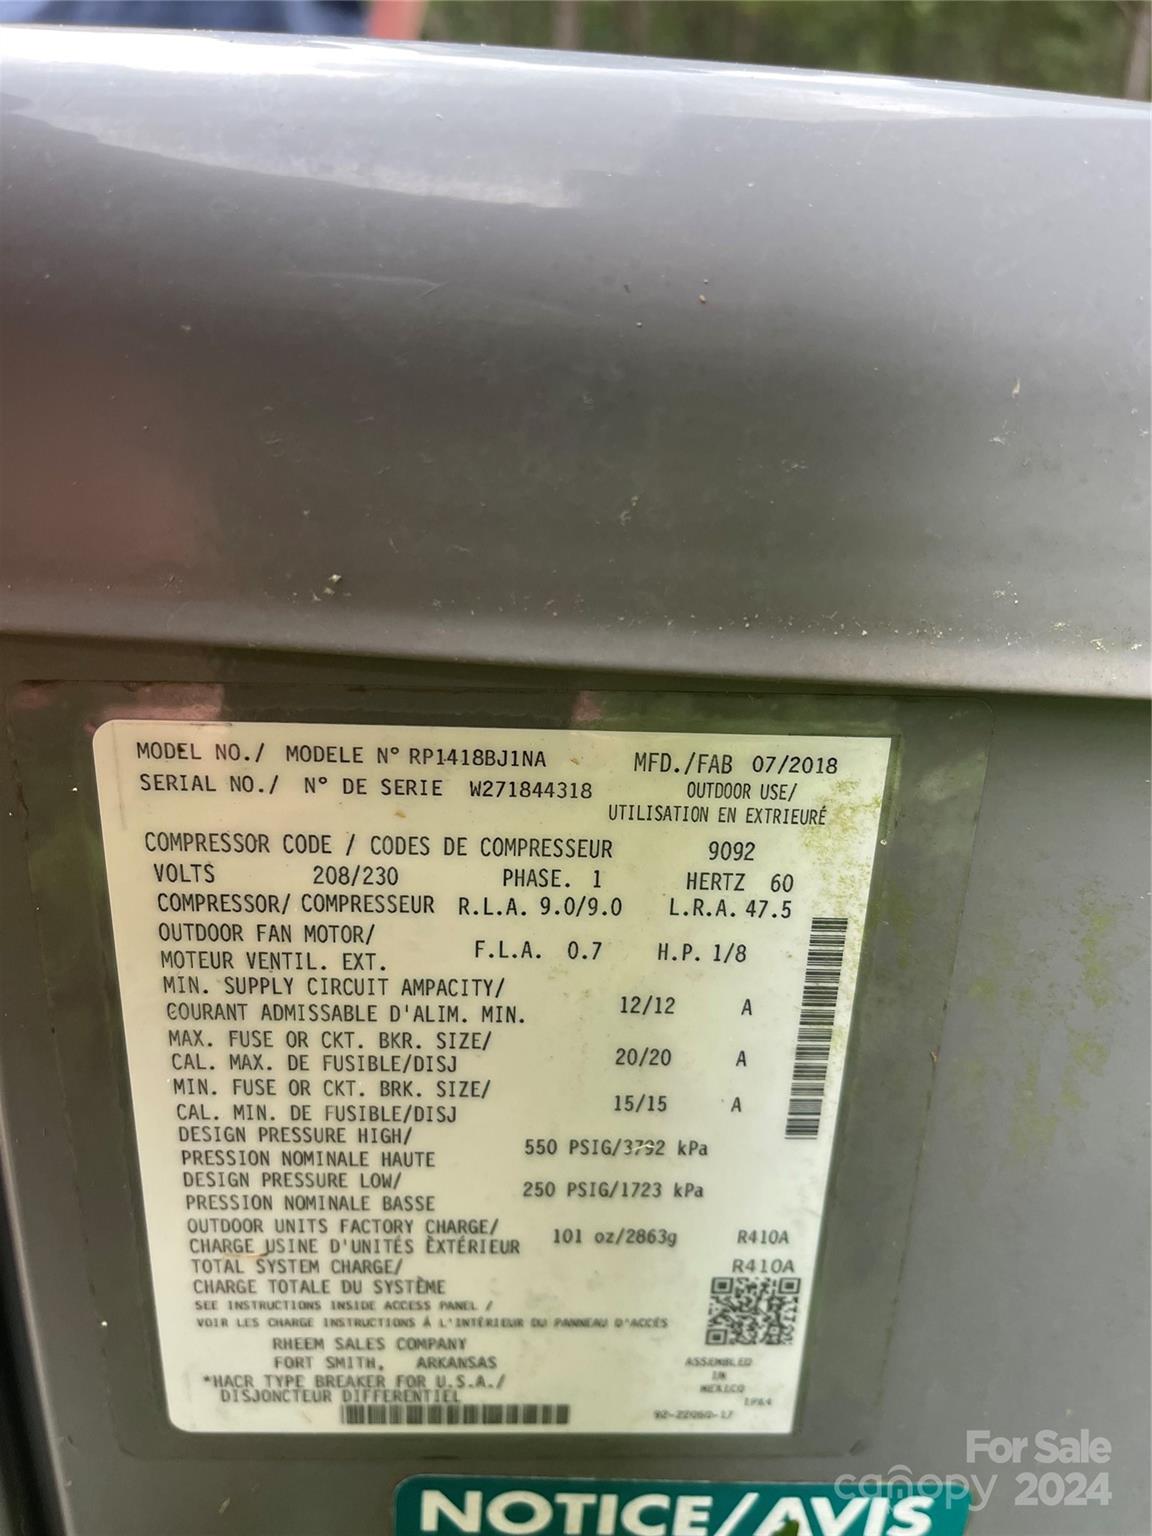 MODEL NO./ MODELE N° RP1418BJ1NA MFD./FAB 07/2018
SERIAL NO./ N° DE SERIE W271844318 OUTDOOR USE/
UTILISATION EN EXTRIEURÉ
COMPRESSOR CODE / CODES DE COMPRESSEUR 9092
VOLTS 208/230 PHASE. 1 HERTZ 60
COMPRESSOR/ COMPRESSEUR R.L.A. 9.0/9.0 L.R.A. 47.5
OUTDOOR FAN MOTOR/
MOTEUR VENTIL. EXT. F.L.A. 0.7 H.P. 1/8
MIN. SUPPLY CIRCUIT AMPACITY/
COURANT ADMISSABLE D'ALIM. MIN. 12/12 A
MAX. FUSE OR CKT. BKR. SIZE/
CAL. MAX. DE FUSIBLE/DISJ 20/20 A
MIN. FUSE OR CKT. BRK. SIZE/
CAL. MIN. DE FUSIBLE/DISJ 15/15 A
DESIGN PRESSURE HIGH/
PRESSION NOMINALE HAUTE 550 PSIG/3792 kPa
DESIGN PRESSURE LOW/
PRESSION NOMINALE BASSE 250 PSIG/1723 kPa
OUTDOOR UNITS FACTORY CHARGE/
CHARGE USINE D'UNITÉS ÈXTÉRIEUR 101 oz/2863g R410A
TOTAL SYSTEM CHARGE/ R410A
CHARGE TOTALE DU SYSTÈME
SEE INSTRUCTIONS INSIDE ACCESS PANEL /
VOIR LES CHARGE INSTRUCTIONS À L'INTÉRIEUR DU PANNEAU D'ACCÈS
RHEEM SALES COMPANY
FORT SMITH, ARKANSAS
ASSEMBLED
IN
MEXICO
*HACR TYPE BREAKER FOR U.S.A./
DISJONCTEUR DIFFERENTIEL
92-22060-17
NOTICE/AVIS
For Sale
canopy 2024